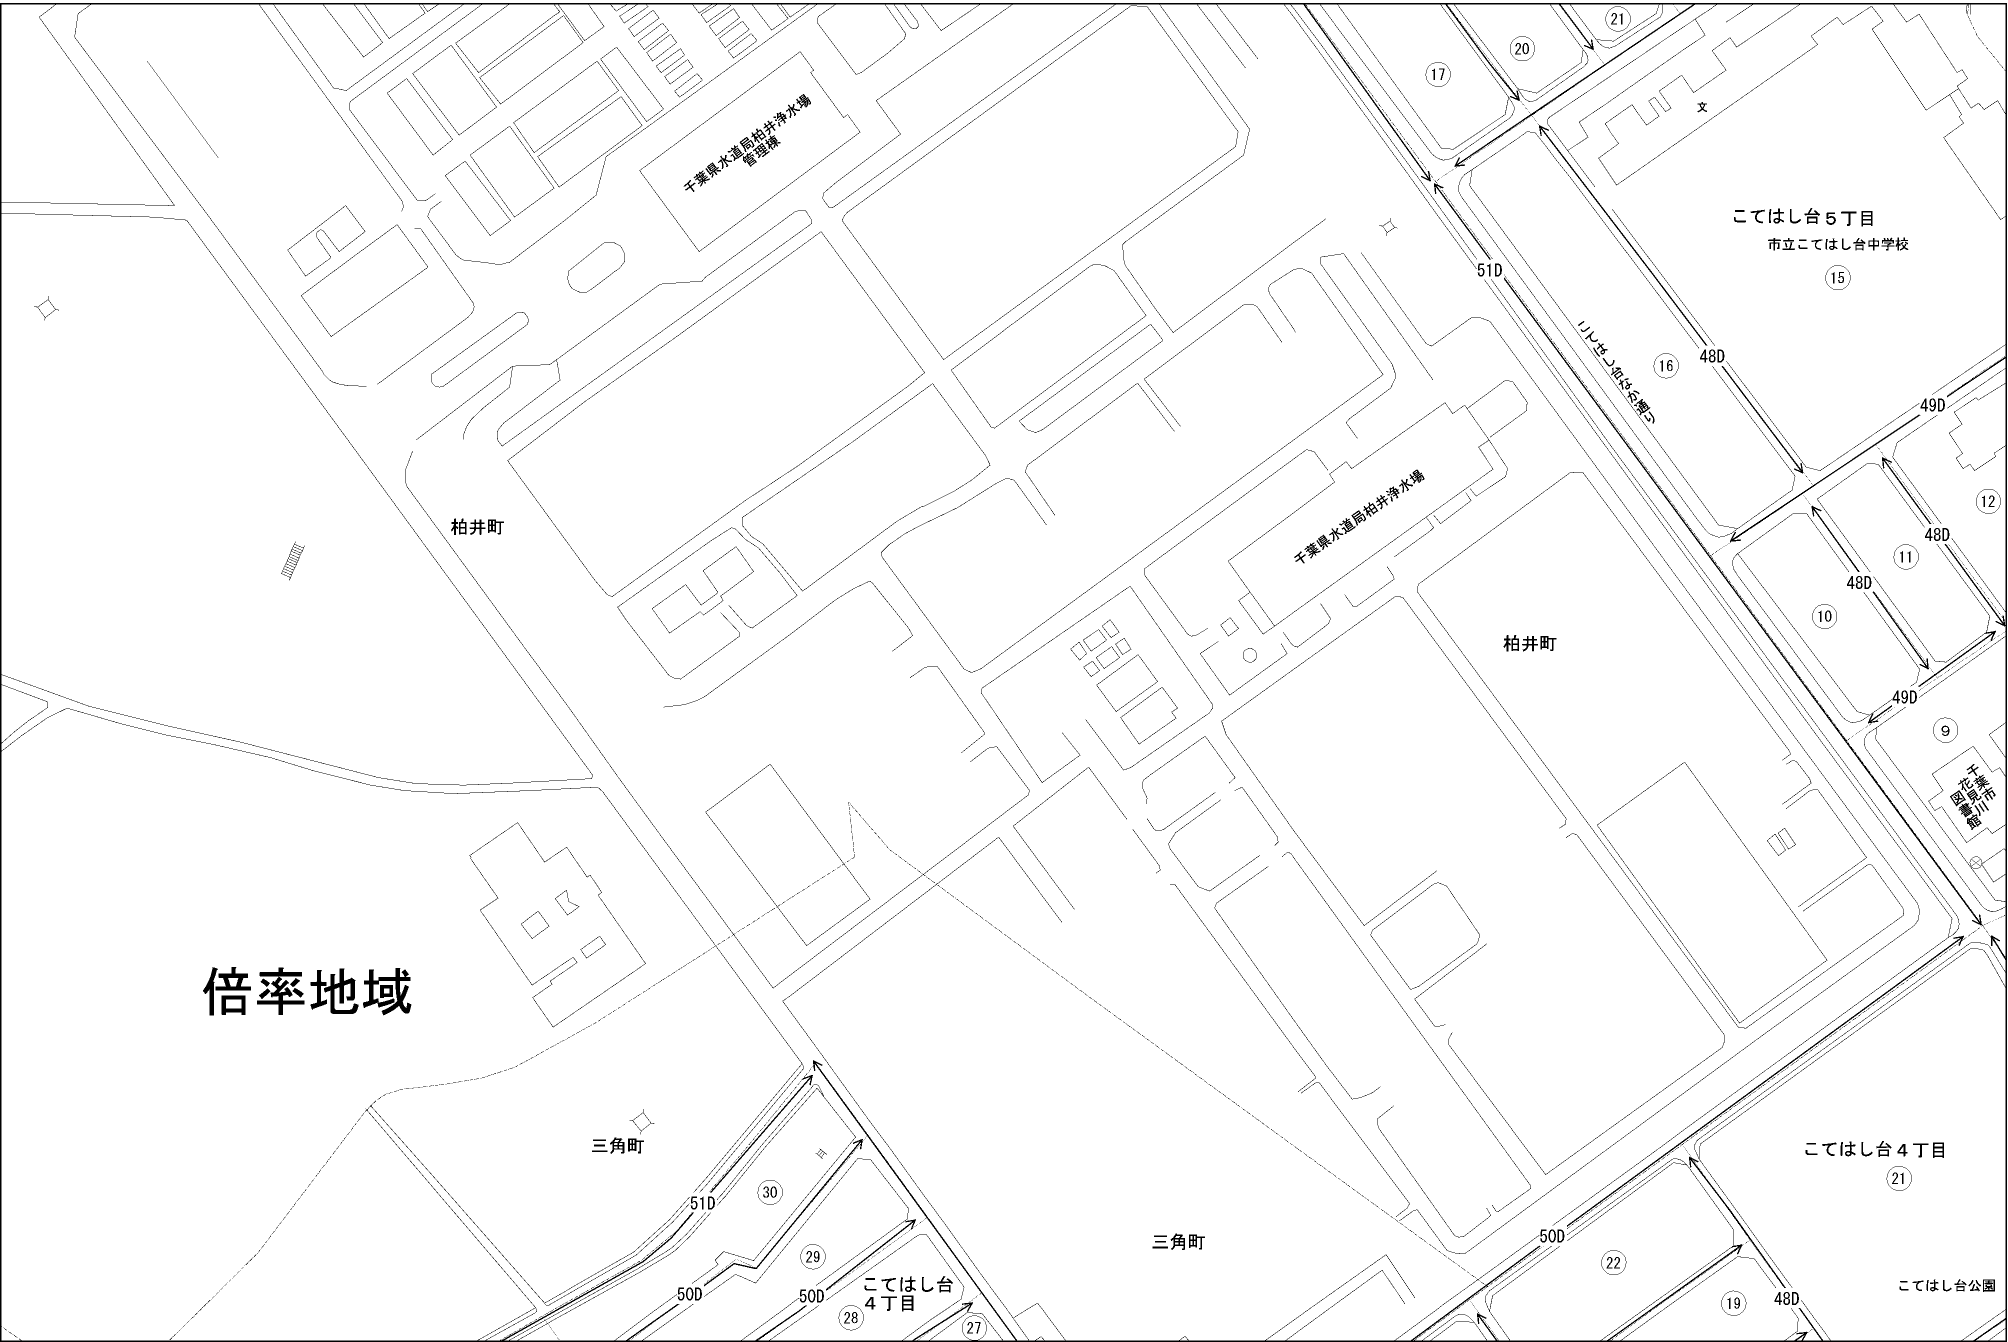 21
20
17
文
千葉県水道局柏井浄水場
管理棟
こてはし台５丁目
市立こてはし台中学校
15
51D
こてはし台なか通り
16
48D
49D
千葉県水道局柏井浄水場
12
柏井町
48D
11
48D
10
柏井町
49D
9
千葉市
花見川
図書館
倍率地域
三角町
こてはし台４丁目
21
30
51D
三角町
50D
29
22
こてはし台
４丁目
こてはし台公園
50D
50D
48D
19
28
27